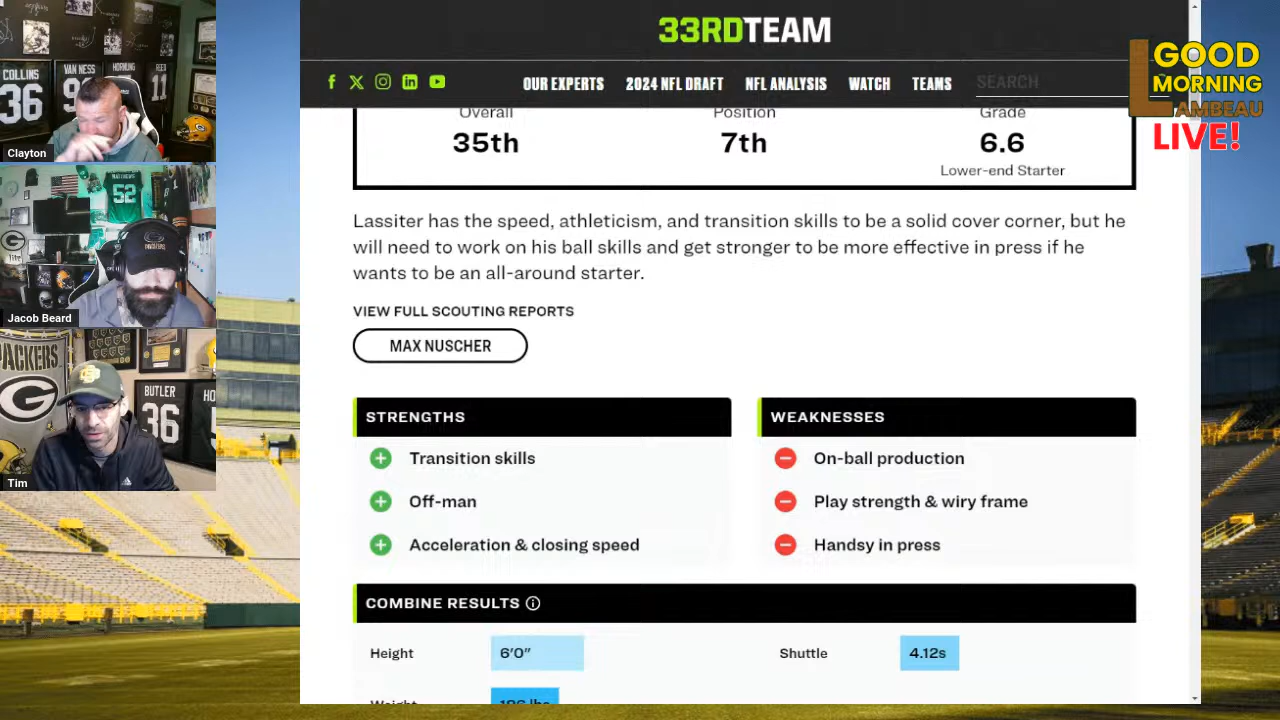 33RDTEAM
OUR EXPERTS 2024 NFL DRAFT NFL ANALYSIS WATCH TEAMS SEARCH
GOOD
MORNING
LAMBEAU
LIVE!
Overall Position Grade
35th 7th 6.6
Lower-end Starter
Lassiter has the speed, athleticism, and transition skills to be a solid cover corner, but he
will need to work on his ball skills and get stronger to be more effective in press if he
wants to be an all-around starter.
VIEW FULL SCOUTING REPORTS
MAX NUSCHER
STRENGTHS
Transition skills
Off-man
Acceleration & closing speed
WEAKNESSES
On-ball production
Play strength & wiry frame
Handsy in press
COMBINE RESULTS
Height 6'0" Shuttle 4.12s
Weight
COLLINS
36
VAN NESS
HORNUNG
REED
11
Clayton
MATTHEWS
52
Jacob Beard
PACKERS
G
BUTLER
36
Tim